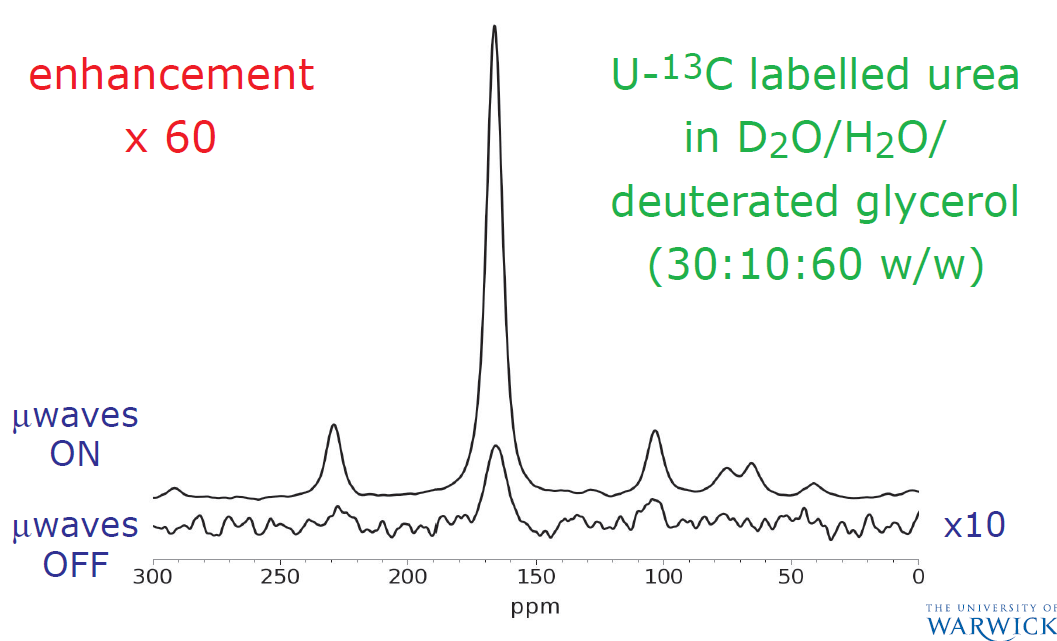 enhancement
x 60
U-¹³C labelled urea
in D₂O/H₂O/
deuterated glycerol
(30:10:60 w/w)
μwaves
ON
μwaves
OFF
x10
300 250 200 150 100 50 0
ppm
THE UNIVERSITY OF
WARWICK